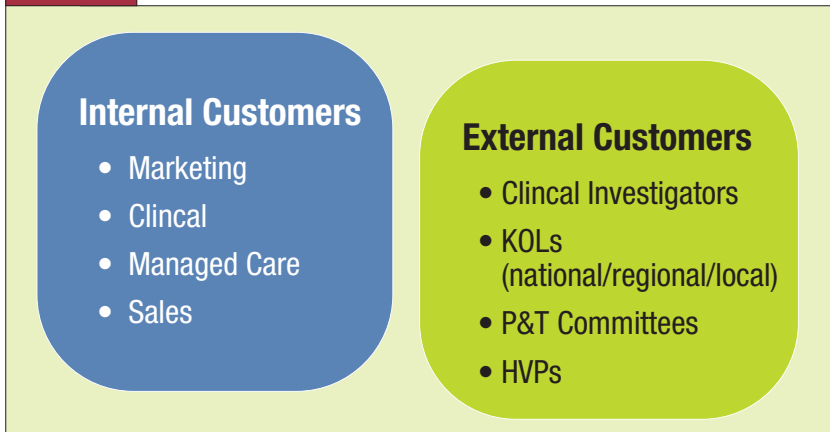 Internal Customers
• Marketing
• Clincal
• Managed Care
• Sales
External Customers
• Clincal Investigators
• KOLs
(national/regional/local)
• P&T Committees
• HVPs